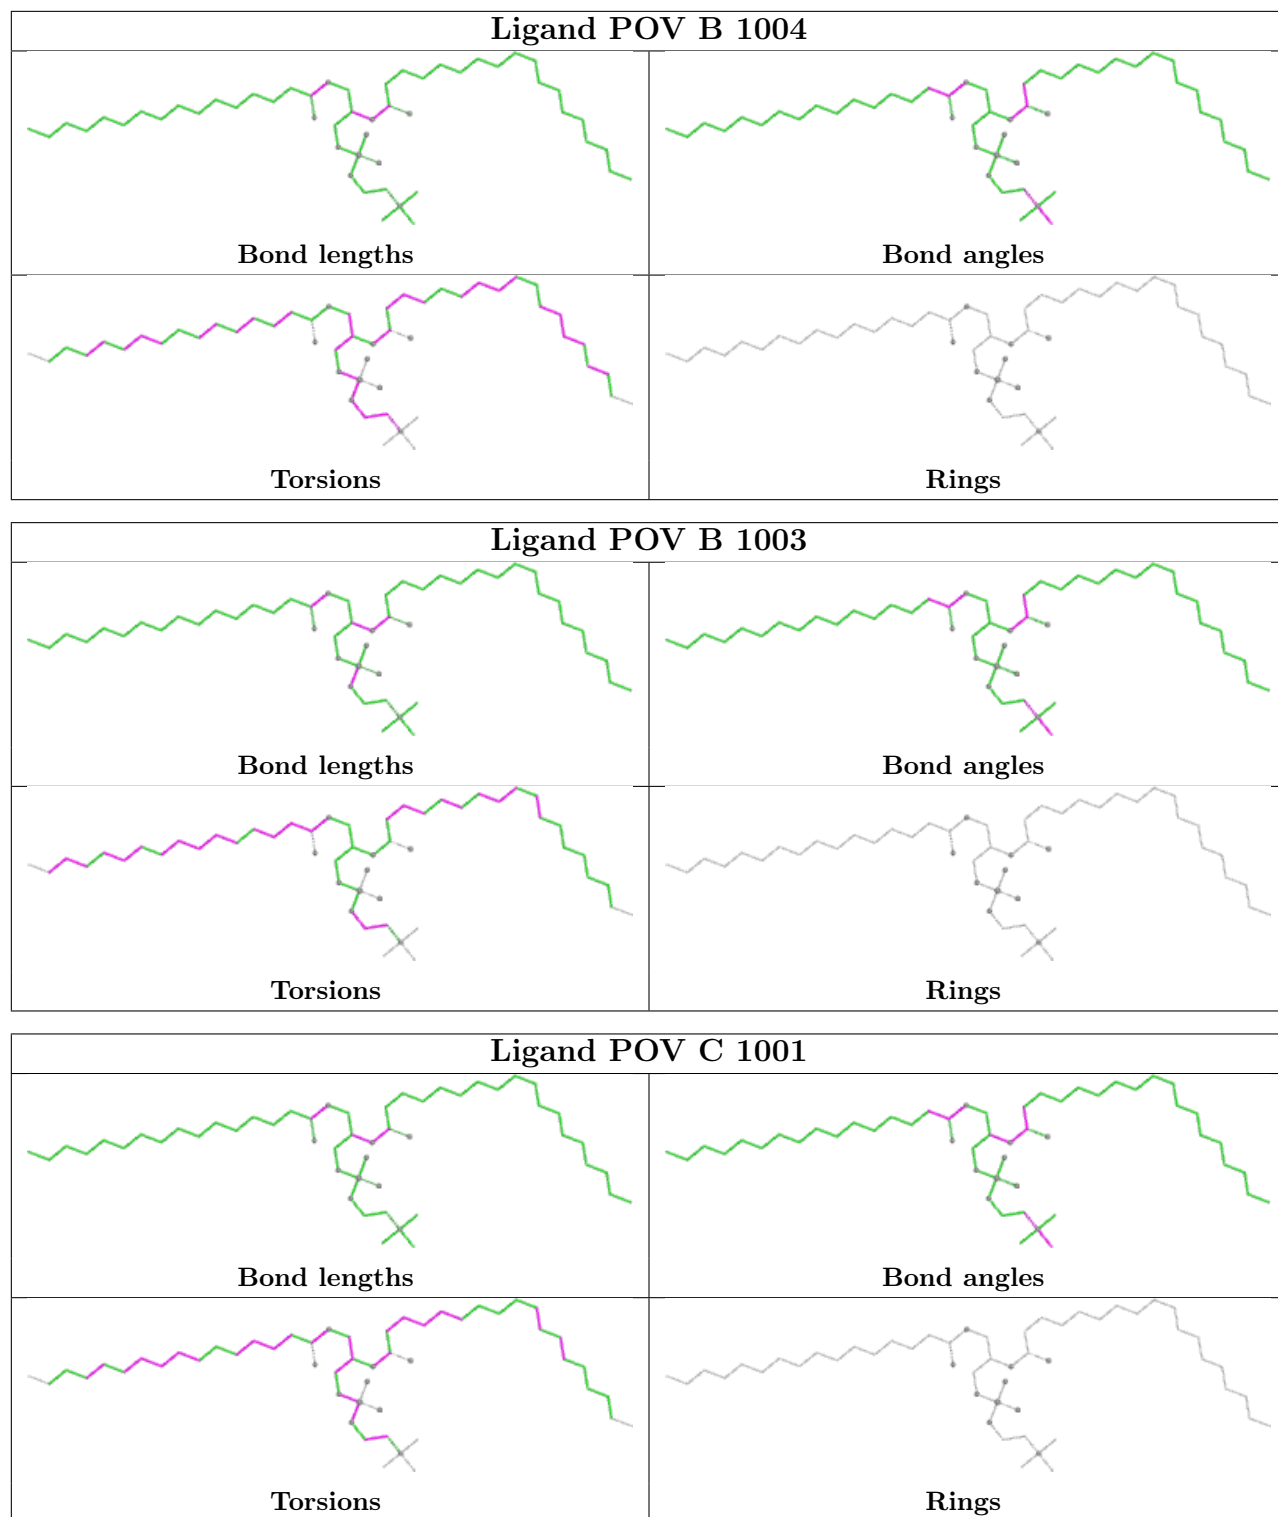 Ligand POV B 1004
Bond lengths
Bond angles
Torsions
Rings
Ligand POV B 1003
Bond lengths
Bond angles
Torsions
Rings
Ligand POV C 1001
Bond lengths
Bond angles
Torsions
Rings